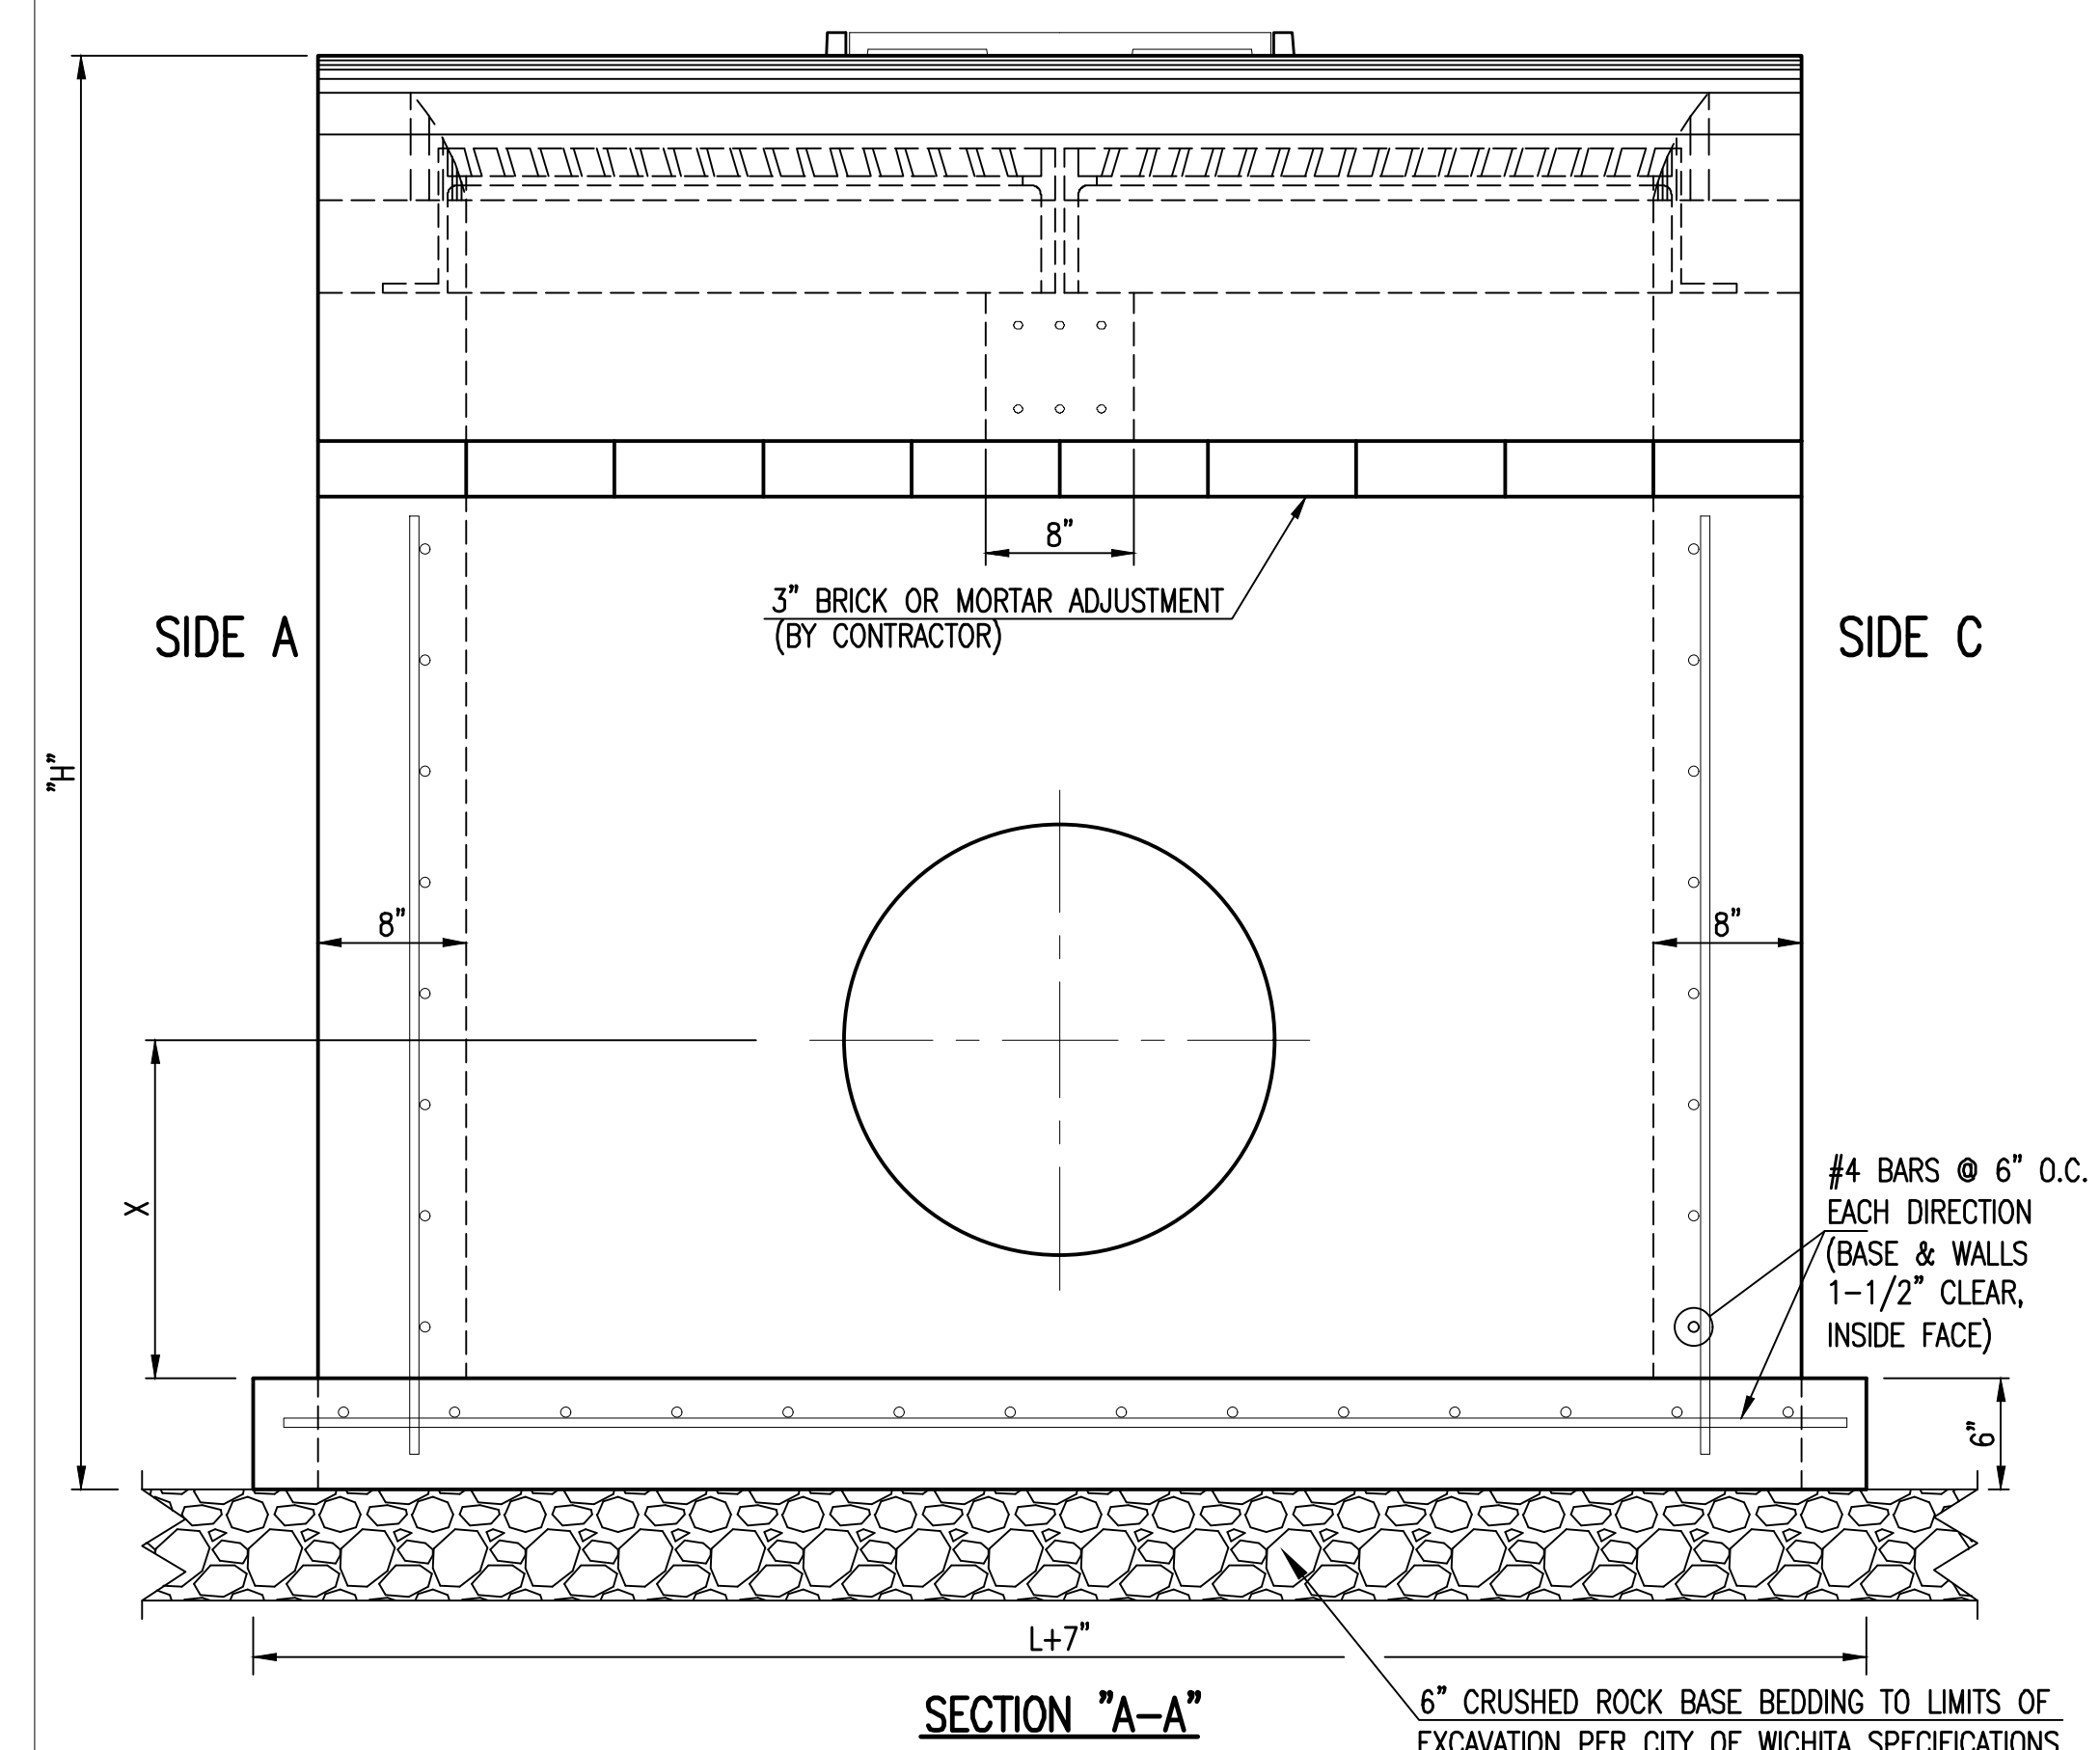 8"
3" BRICK OR MORTAR ADJUSTMENT
(BY CONTRACTOR)
SIDE A
SIDE C
"H"
8"
8"
X
#4 BARS @ 6" O.C.
EACH DIRECTION
(BASE & WALLS
1-1/2" CLEAR,
INSIDE FACE)
6"
L+7"
SECTION "A-A"
6" CRUSHED ROCK BASE BEDDING TO LIMITS OF
EXCAVATION PER CITY OF WICHITA SPECIFICATIONS